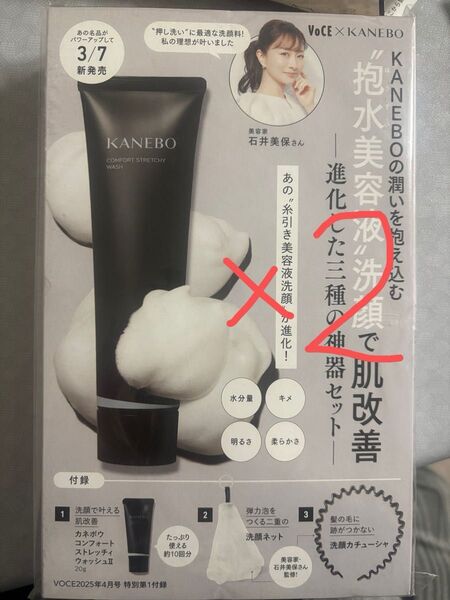 あの名品が
パワーアップして
3/7
新発売
“押し洗い”に最適な洗顔料!
私の理想が叶いました
VOCE×KANEBO
美容家
石井美保さん
KANEBOの潤いを抱え込む
“抱水美容液”洗顔で肌改善
―進化した三種の神器セット―
×2
あの“糸引き美容液洗顔”が進化!
KANEBO
COMFORT STRETCHY
WASH
水分量
キメ
明るさ
柔らかさ
付録
1
洗顔で叶える
肌改善
カネボウ
コンフォート
ストレッチィ
ウォッシュII
20g
たっぷり
使える
約10回分
2
弾力泡を
つくる二重の
洗顔ネット
美容家・
石井美保さん
監修!
3
髪の毛に
跡がつかない
洗顔カチューシャ
VOCE2025年4月号 特別第1付録